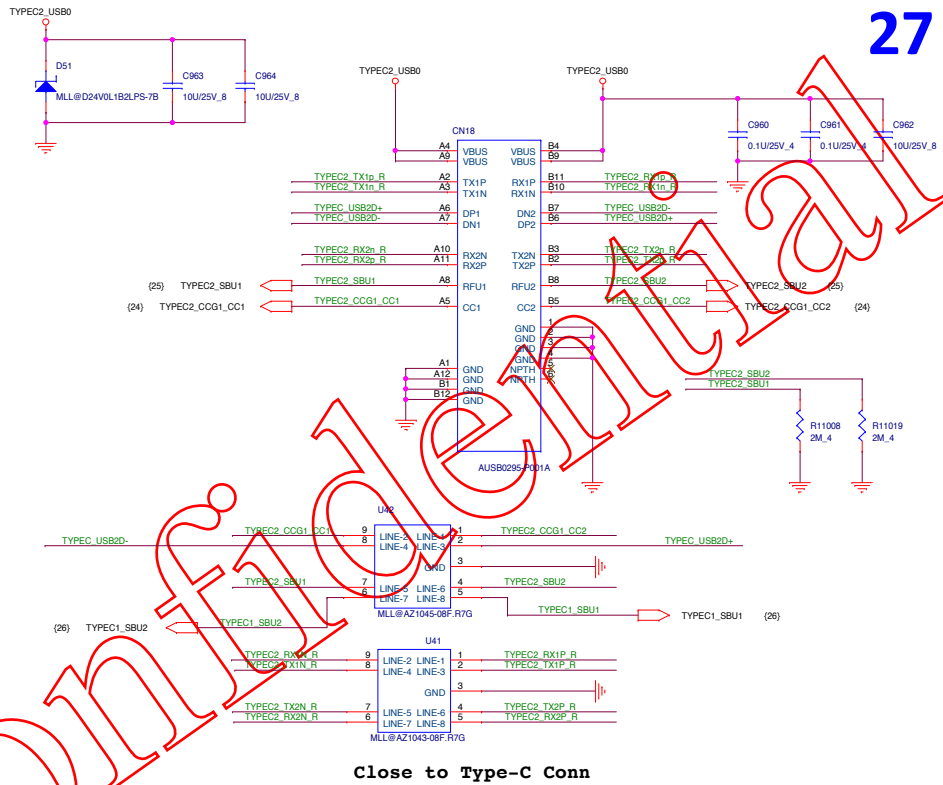 27
TYPEC2_USB0
D51
MLL@D24V0L1B2LPS-7B
C963
10U/25V_8
C964
10U/25V_8
TYPEC2_USB0
TYPEC2_USB0
C960
0.1U/25V_4
C961
0.1U/25V_4
C962
10U/25V_8
CN18
A4 VBUS VBUS B4
A9 VBUS VBUS B9
TYPEC2_TX1p_R A2 TX1P RX1P B11 TYPEC2_RX1p_R
TYPEC2_TX1n_R A3 TX1N RX1N B10 TYPEC2_RX1n_R
TYPEC_USB2D+ A6 DP1 DN2 B7 TYPEC_USB2D-
TYPEC_USB2D- A7 DN1 DP2 B6 TYPEC_USB2D+
TYPEC2_RX2n_R A10 RX2N TX2N B3 TYPEC2_TX2n_R
TYPEC2_RX2p_R A11 RX2P TX2P B2 TYPEC2_TX2p_R
{25} TYPEC2_SBU1 TYPEC2_SBU1 A8 RFU1 RFU2 B8 TYPEC2_SBU2 TYPEC2_SBU2 {25}
{24} TYPEC2_CCG1_CC1 TYPEC2_CCG1_CC1 A5 CC1 CC2 B5 TYPEC2_CCG1_CC2 TYPEC2_CCG1_CC2 {24}
GND 1
GND 2
GND 3
GND 4
A1 GND NPTH 5
A12 GND NPTH 6
B1 GND
B12 GND
AUSB0295-P001A
TYPEC2_SBU2
TYPEC2_SBU1
R11008
2M_4
R11019
2M_4
U42
TYPEC2_CCG1_CC1 9 LINE-2 LINE-1 1 TYPEC2_CCG1_CC2
TYPEC_USB2D- 8 LINE-4 LINE-3 2 TYPEC_USB2D+
GND 3
TYPEC2_SBU1 7 LINE-5 LINE-6 4 TYPEC2_SBU2
6 LINE-7 LINE-8 5
MLL@AZ1045-08F.R7G
TYPEC1_SBU1 TYPEC1_SBU1 {26}
{26} TYPEC1_SBU2 TYPEC1_SBU2
U41
TYPEC2_RX1N_R 9 LINE-2 LINE-1 1 TYPEC2_RX1P_R
TYPEC2_TX1N_R 8 LINE-4 LINE-3 2 TYPEC2_TX1P_R
GND 3
TYPEC2_TX2N_R 7 LINE-5 LINE-6 4 TYPEC2_TX2P_R
TYPEC2_RX2N_R 6 LINE-7 LINE-8 5 TYPEC2_RX2P_R
MLL@AZ1043-08F.R7G
Close to Type-C Conn
onfidential